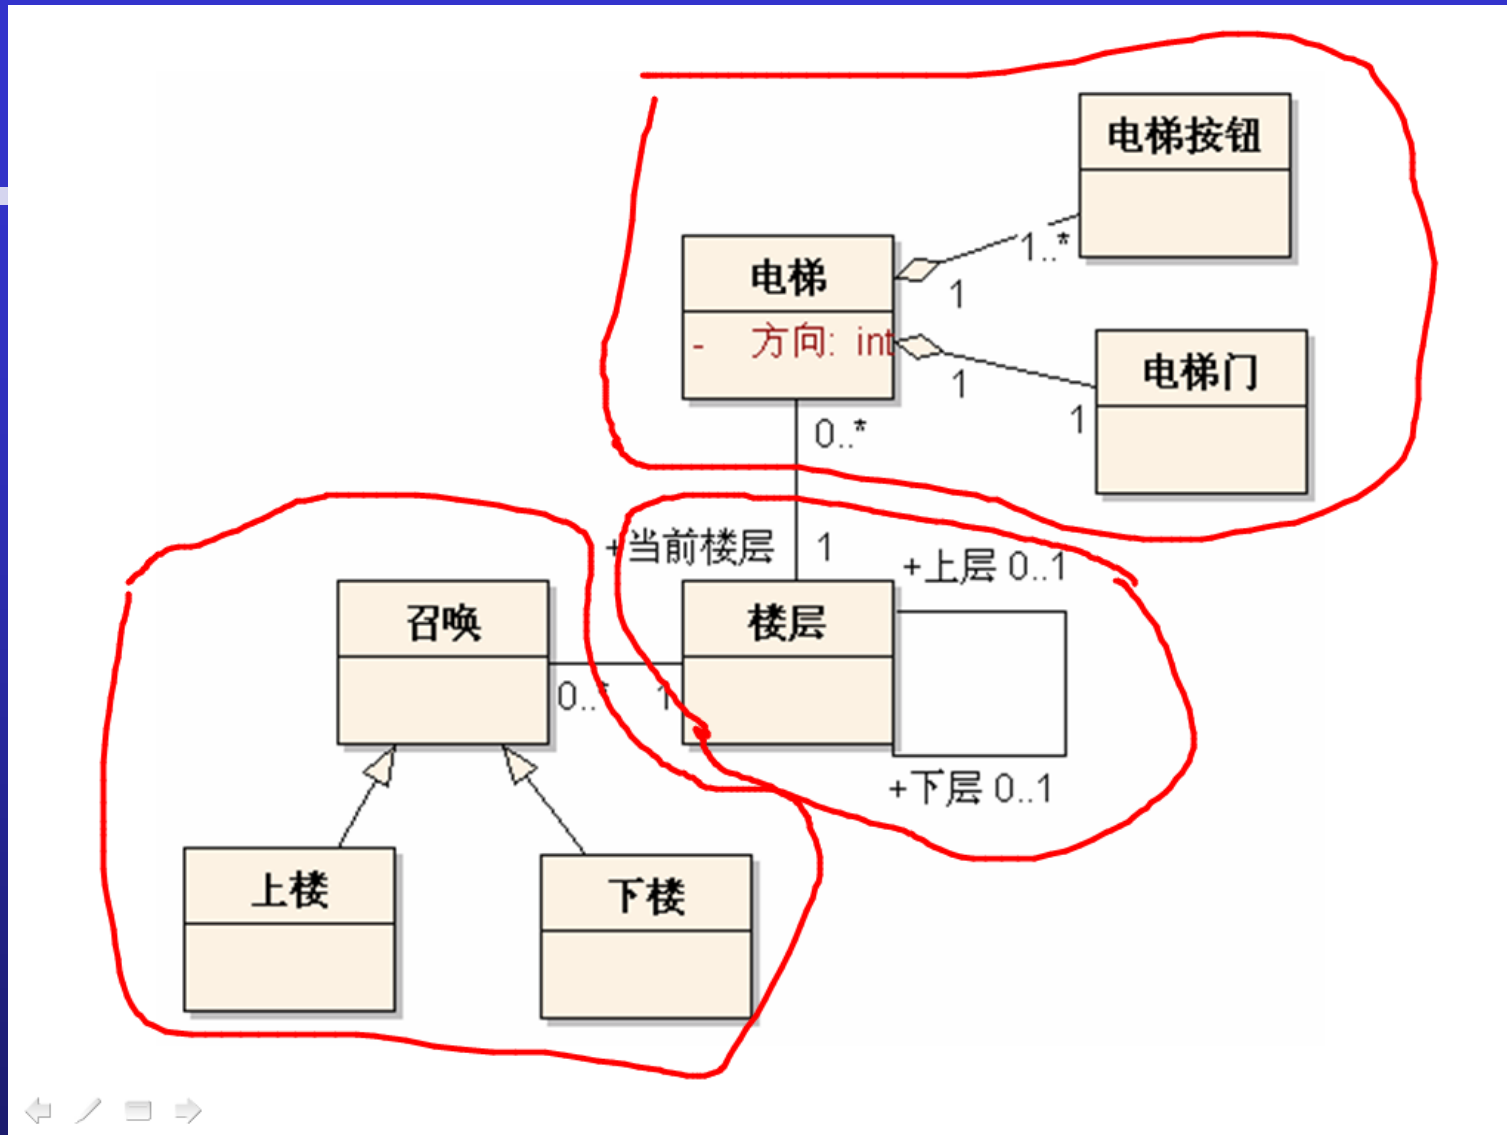 电梯按钮
电梯
1..*
1
- 方向: int
电梯门
1
1
0..*
+当前楼层
1
+上层 0..1
召唤
楼层
0..*
1
+下层 0..1
上楼
下楼